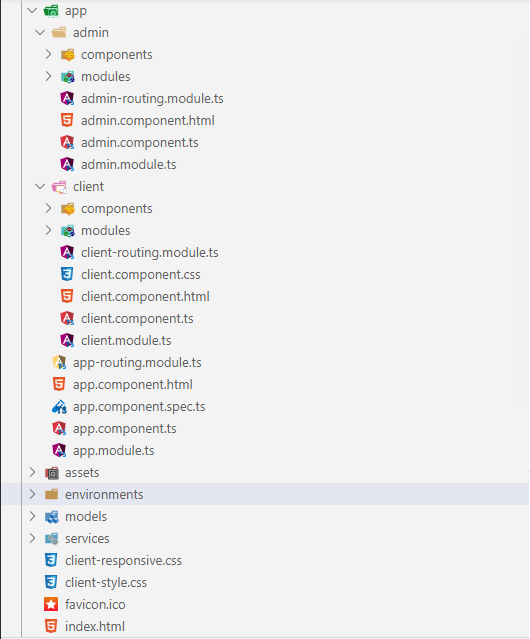 app
admin
components
modules
admin-routing.module.ts
admin.component.html
admin.component.ts
admin.module.ts
client
components
modules
client-routing.module.ts
client.component.css
client.component.html
client.component.ts
client.module.ts
app-routing.module.ts
app.component.html
app.component.spec.ts
app.component.ts
app.module.ts
assets
environments
models
services
client-responsive.css
client-style.css
favicon.ico
index.html